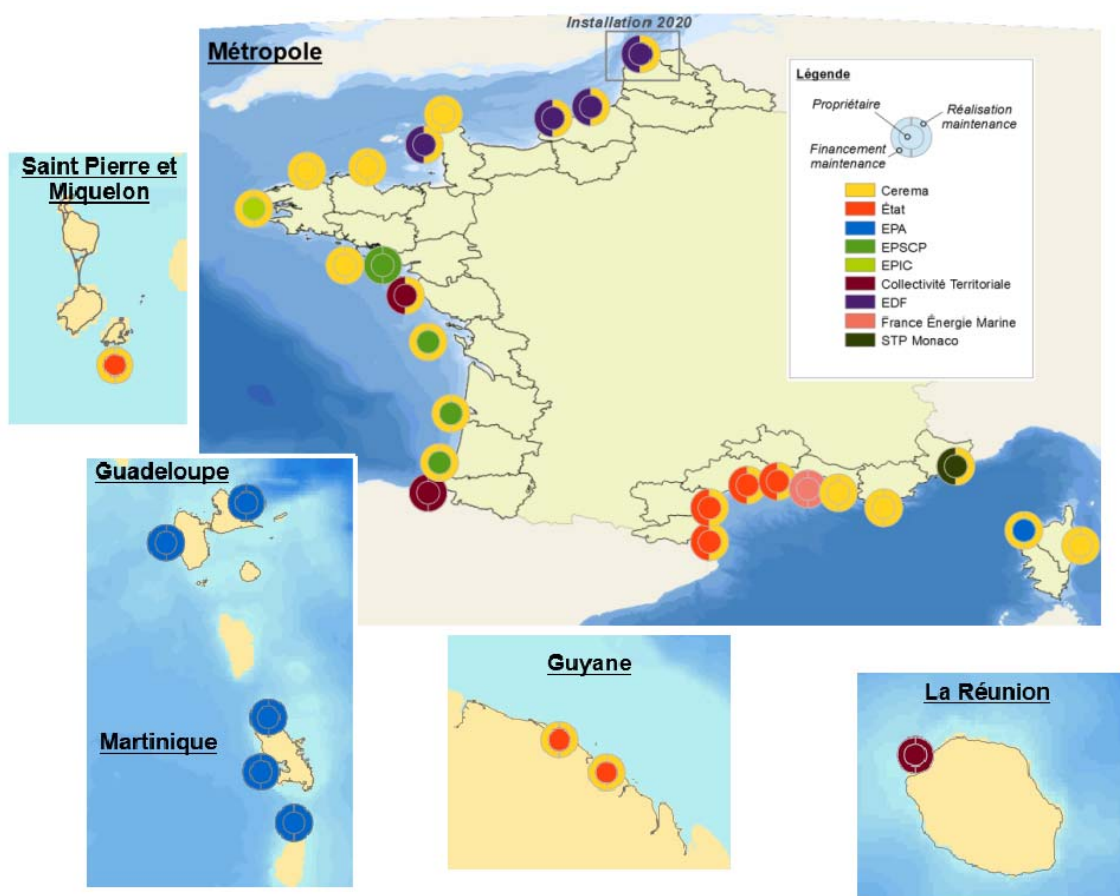 Installation 2020
Métropole
Légende
Propriétaire
Réalisation
maintenance
Financement
maintenance
Cerema
État
EPA
EPSCP
EPIC
Collectivité Territoriale
EDF
France Énergie Marine
STP Monaco
Saint Pierre et
Miquelon
Guadeloupe
Martinique
Guyane
La Réunion